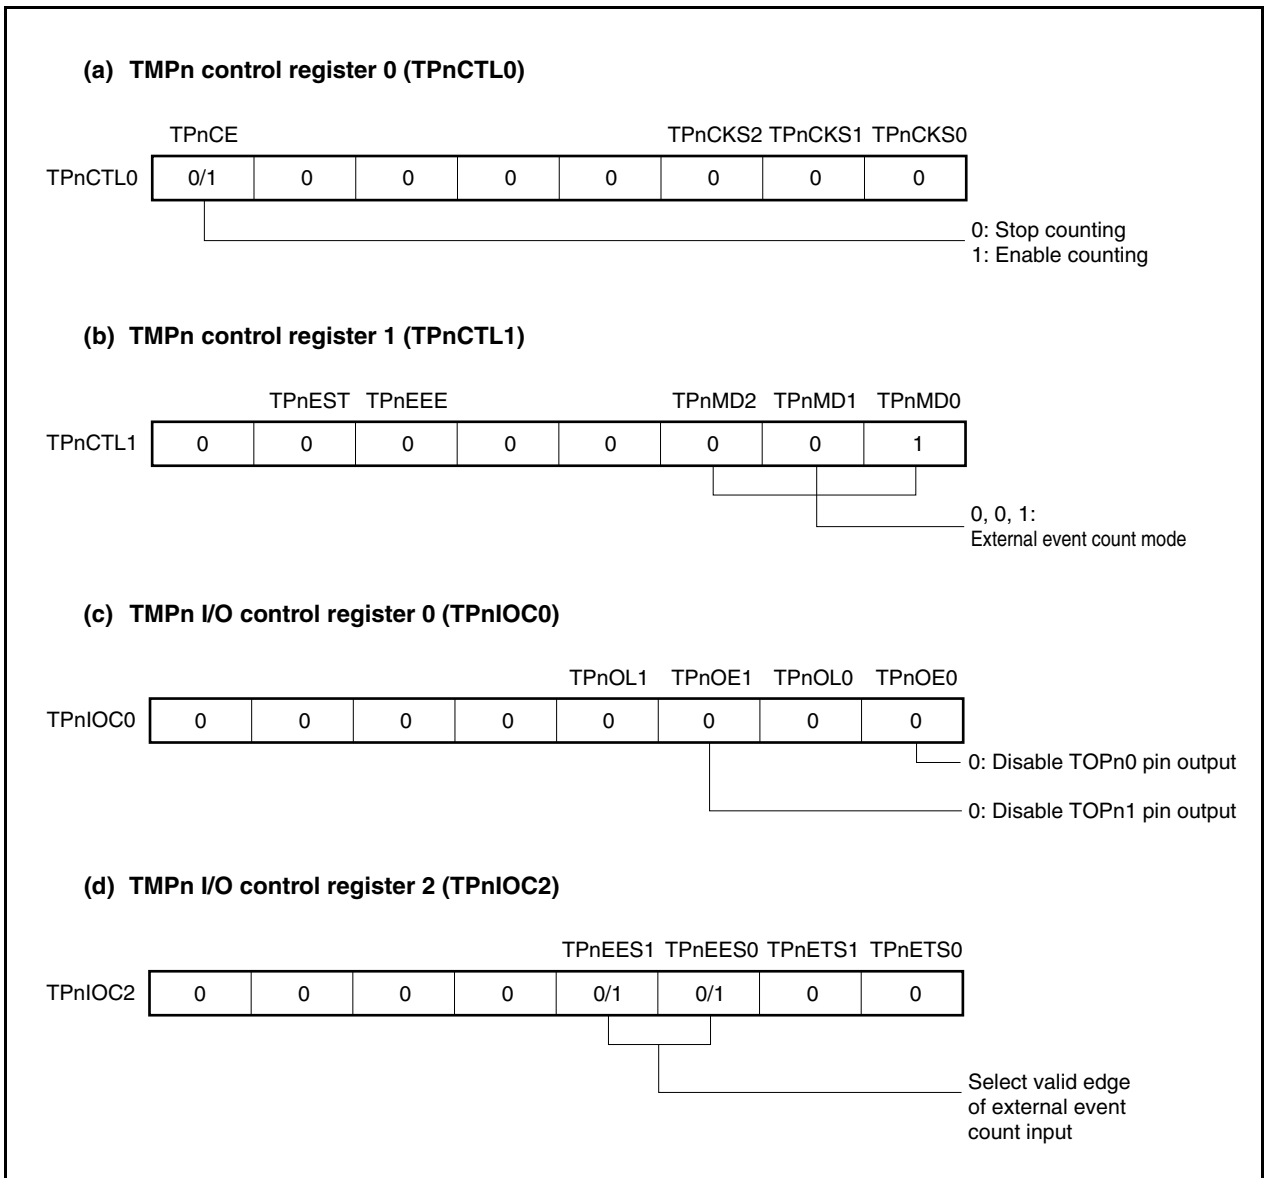 (a) TMPn control register 0 (TPnCTL0)
TPnCE TPnCKS2 TPnCKS1 TPnCKS0
TPnCTL0 0/1 0 0 0 0 0 0 0
0: Stop counting
1: Enable counting
(b) TMPn control register 1 (TPnCTL1)
TPnEST TPnEEE TPnMD2 TPnMD1 TPnMD0
TPnCTL1 0 0 0 0 0 0 0 1
0, 0, 1:
External event count mode
(c) TMPn I/O control register 0 (TPnIOC0)
TPnOL1 TPnOE1 TPnOL0 TPnOE0
TPnIOC0 0 0 0 0 0 0 0 0
0: Disable TOPn0 pin output
0: Disable TOPn1 pin output
(d) TMPn I/O control register 2 (TPnIOC2)
TPnEES1 TPnEES0 TPnETS1 TPnETS0
TPnIOC2 0 0 0 0 0/1 0/1 0 0
Select valid edge
of external event
count input